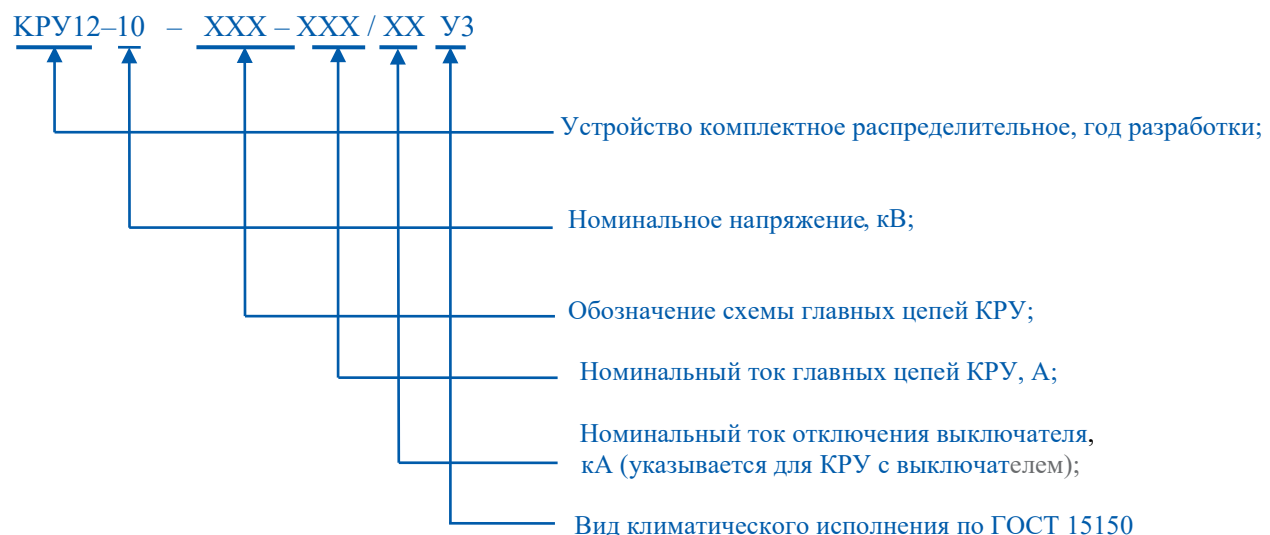 КРУ12–10 – ХХХ – ХХХ / ХХ У3
Устройство комплектное распределительное, год разработки;
Номинальное напряжение, кВ;
Обозначение схемы главных цепей КРУ;
Номинальный ток главных цепей КРУ, А;
Номинальный ток отключения выключателя,
кА (указывается для КРУ с выключателем);
Вид климатического исполнения по ГОСТ 15150